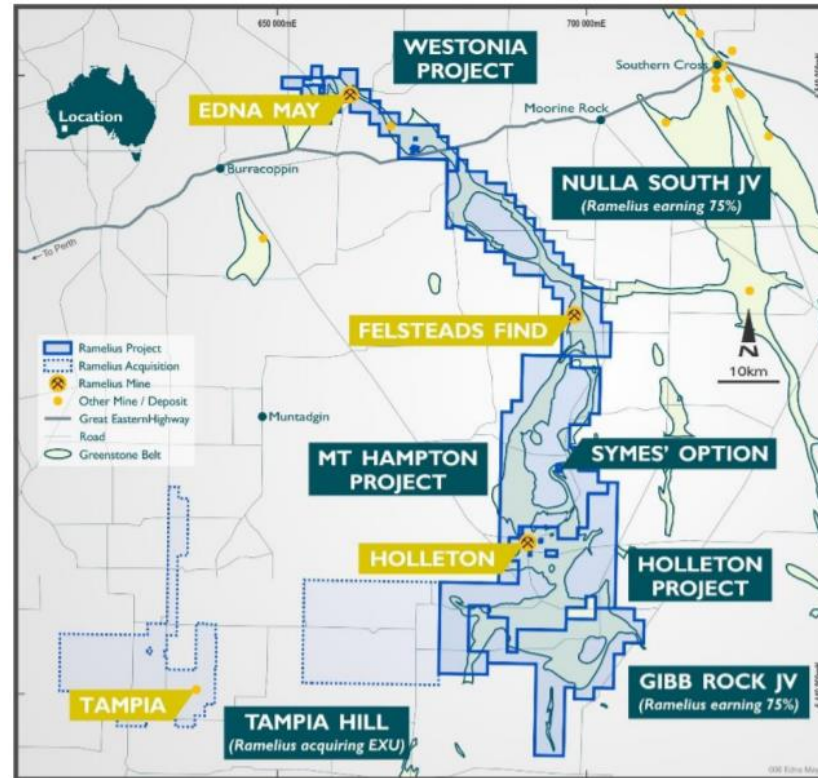 650 000mE
700 000mE
WESTONIA
PROJECT
Southern Cross
Location
EDNA MAY
Moorine Rock
Burracoppin
NULLA SOUTH JV
(Ramelius earning 75%)
To Perth
FELSTEADS FIND
N
10km
Ramelius Project
Ramelius Acquisition
Ramelius Mine
Other Mine / Deposit
Great EasternHighway
Road
Greenstone Belt
Muntadgin
MT HAMPTON
PROJECT
SYMES' OPTION
HOLLETON
HOLLETON
PROJECT
GIBB ROCK JV
(Ramelius earning 75%)
TAMPIA
TAMPIA HILL
(Ramelius acquiring EXU)